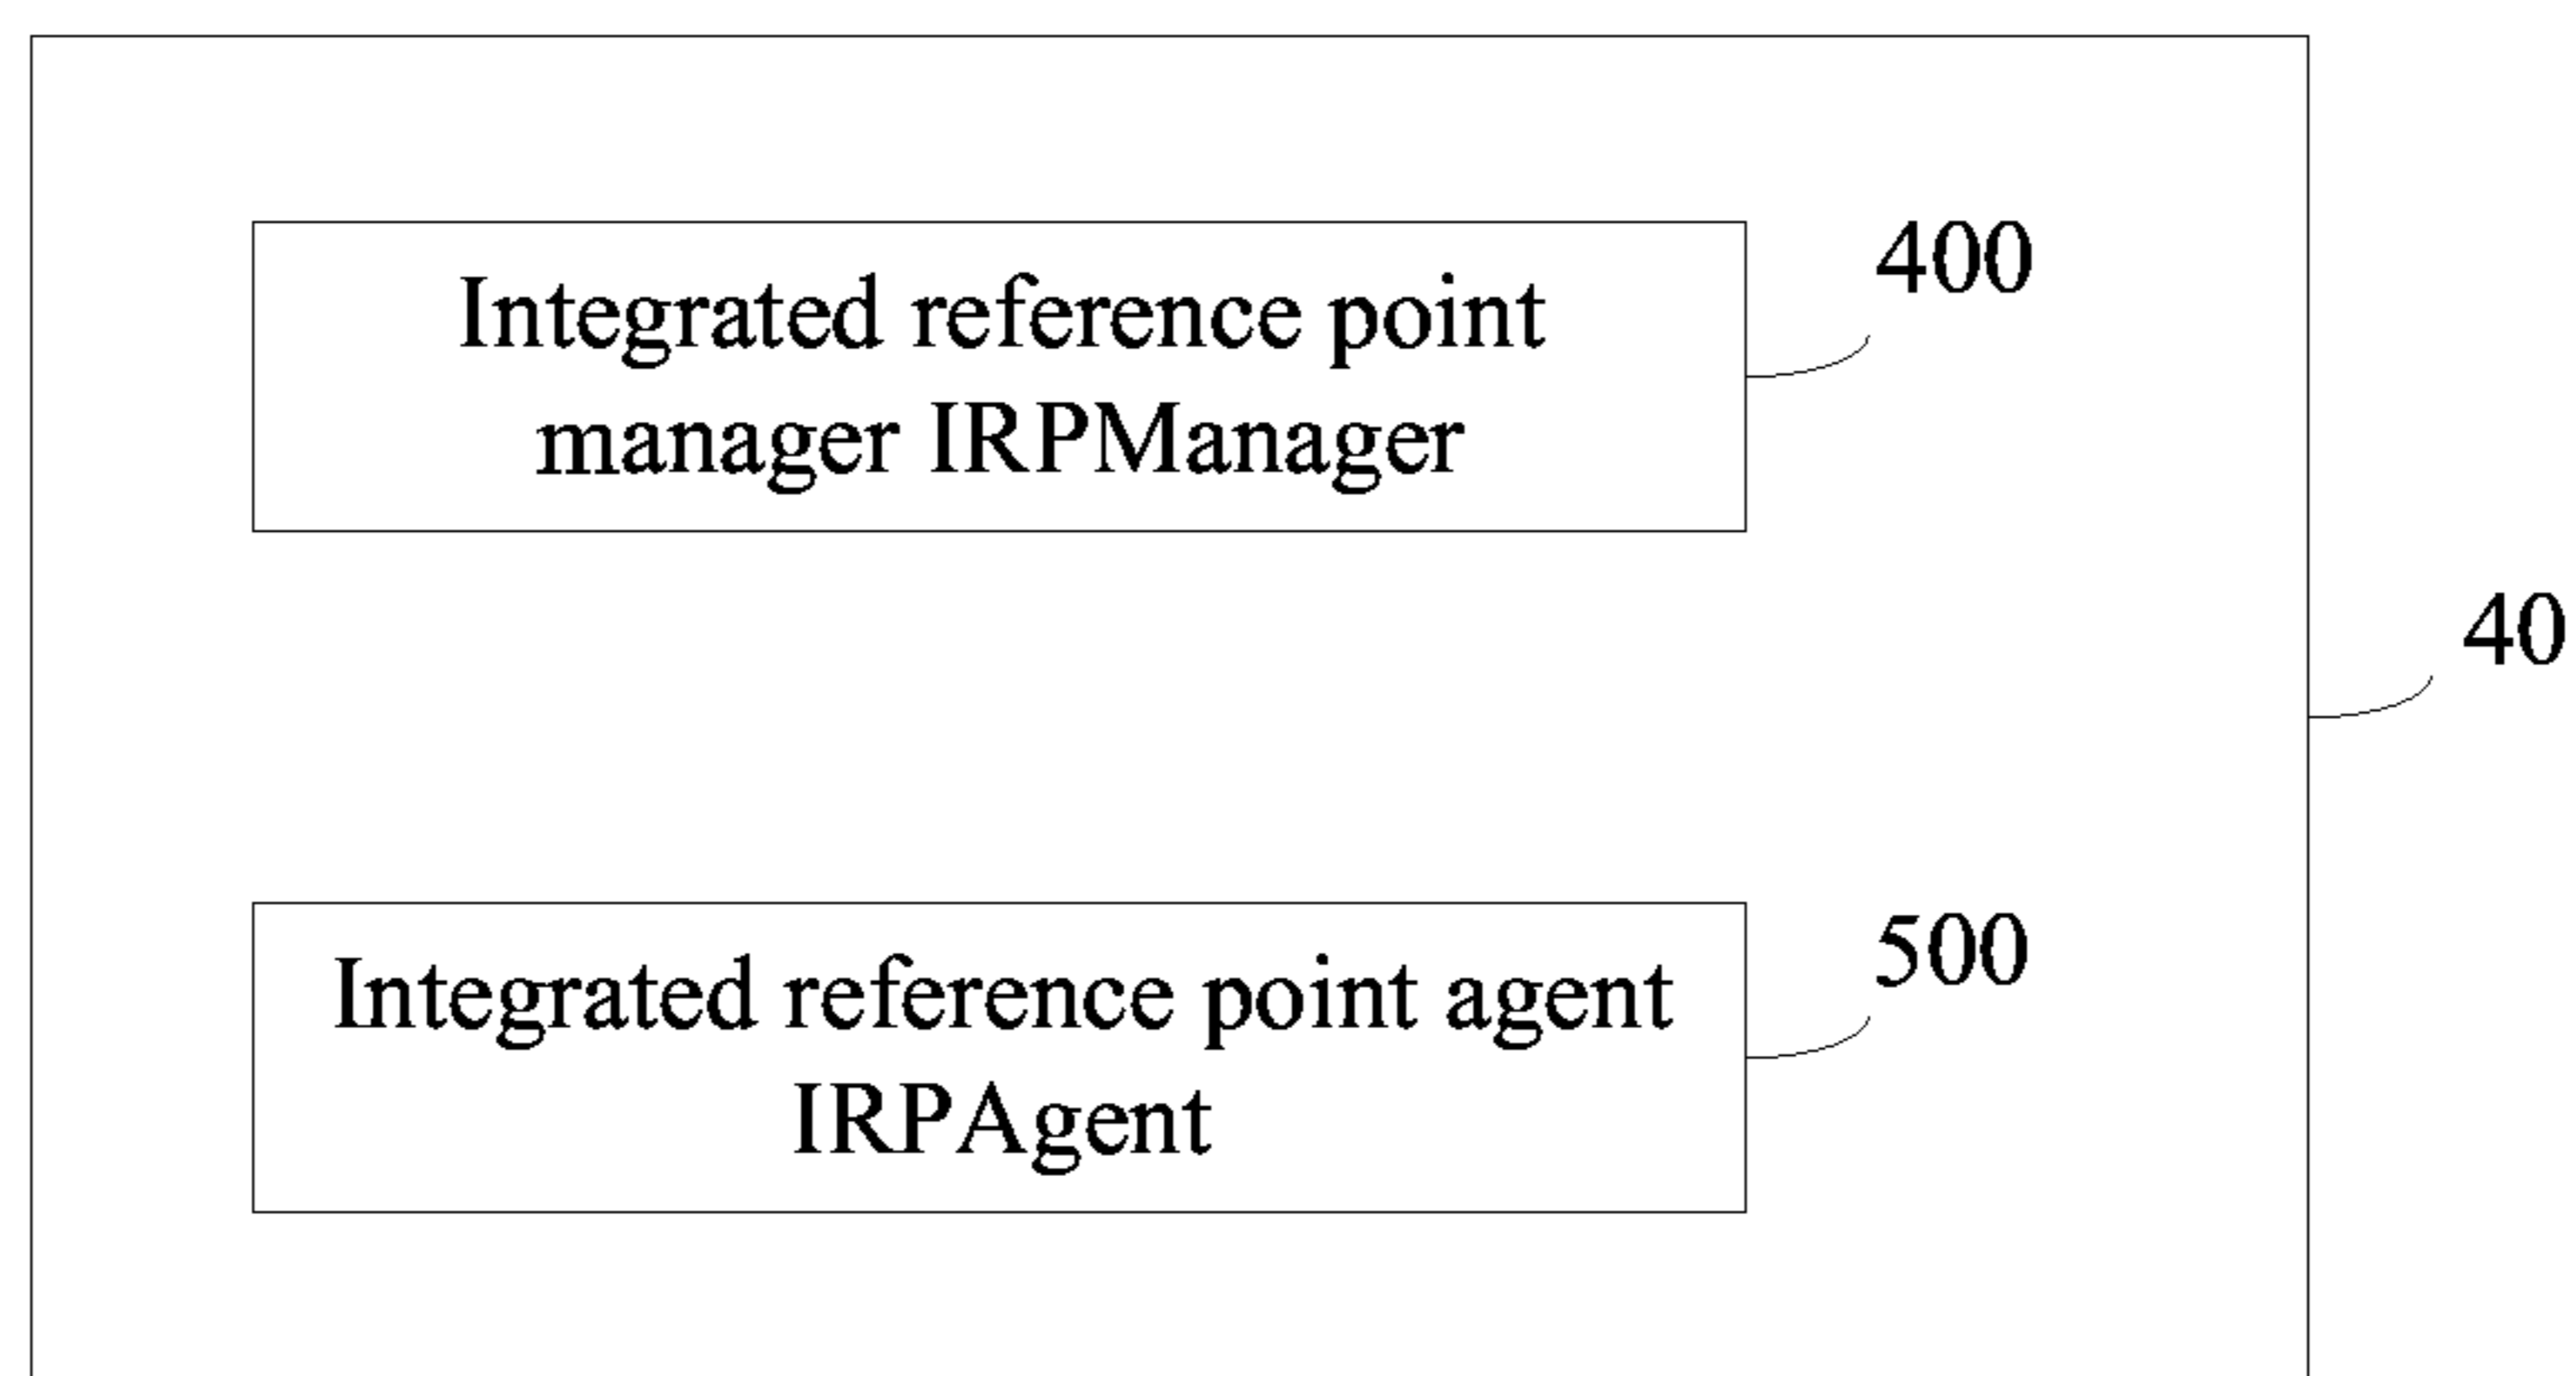 Integrated reference point
manager IRPManager
400
40
Integrated reference point agent
IRPAgent
500